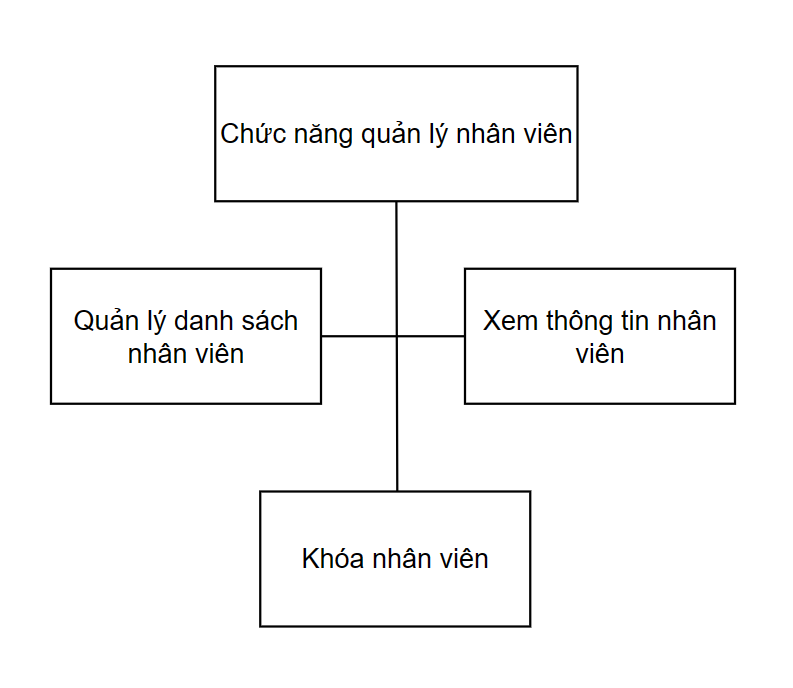 Chức năng quản lý nhân viên
Quản lý danh sách
nhân viên
Xem thông tin nhân
viên
Khóa nhân viên